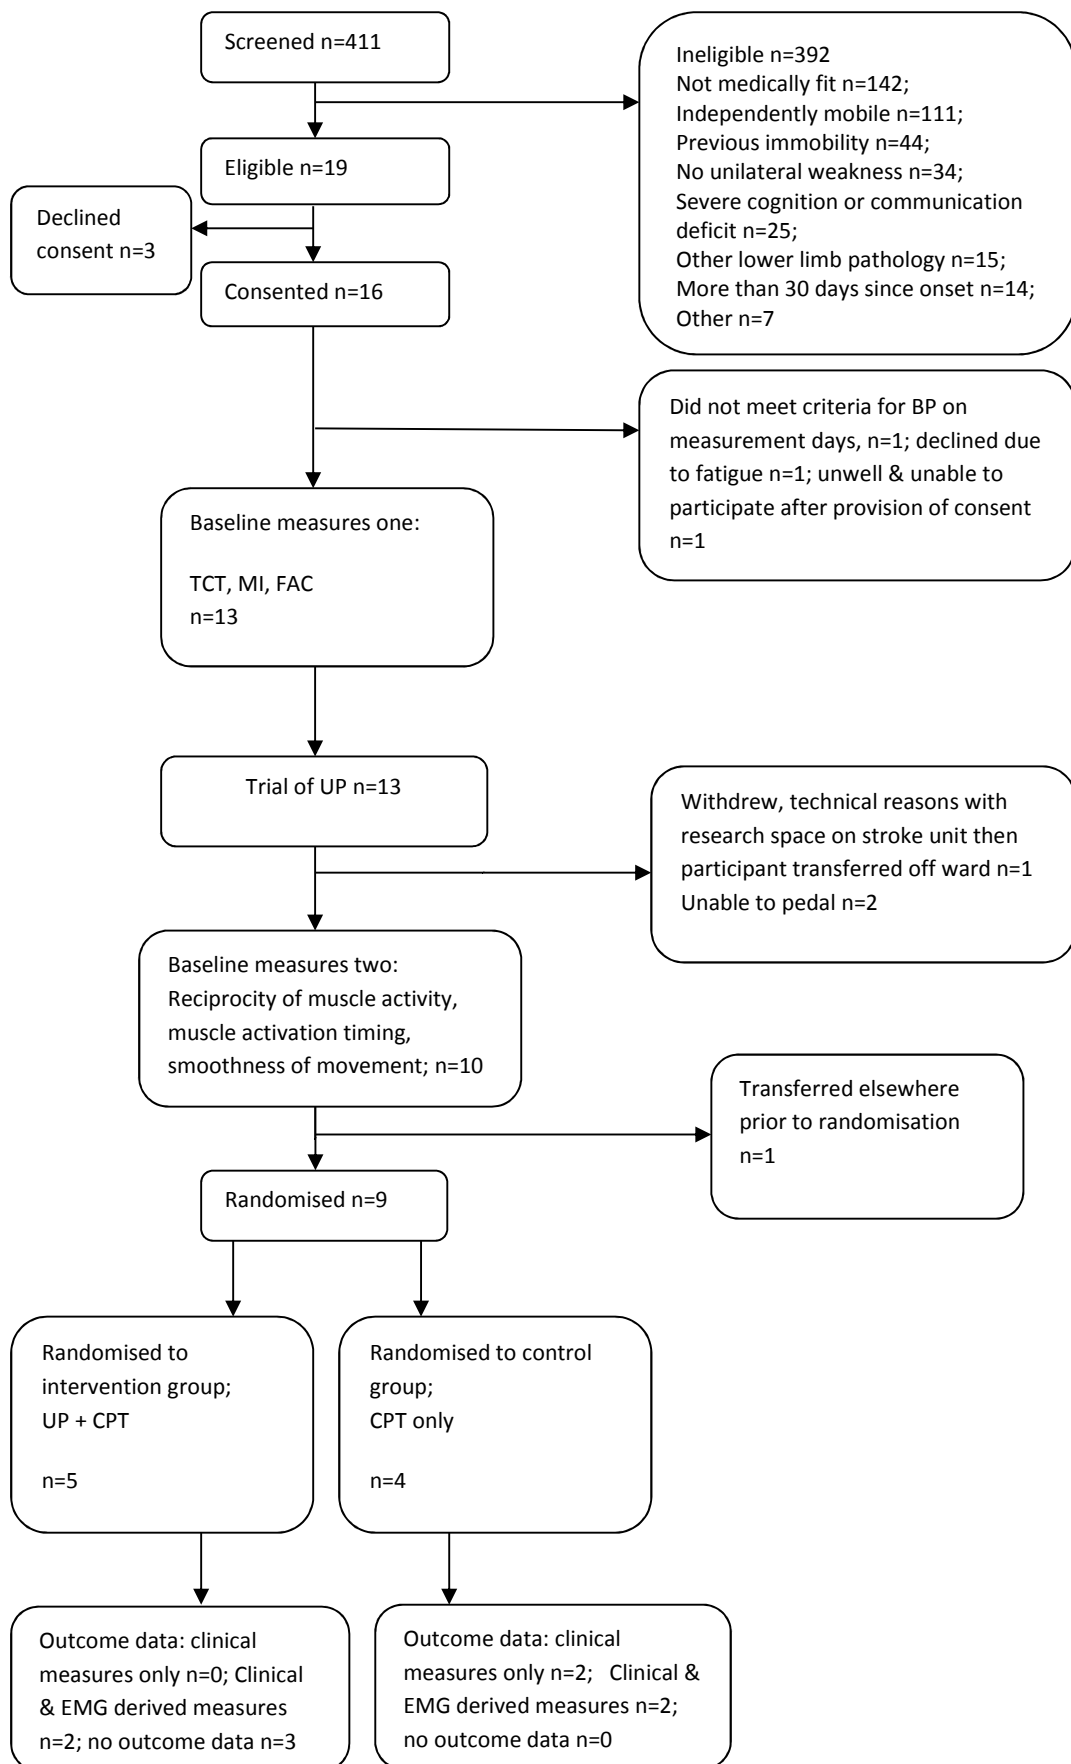 Screened n=411
Ineligible n=392
Not medically fit n=142;
Independently mobile n=111;
Previous immobility n=44;
No unilateral weakness n=34;
Severe cognition or communication
deficit n=25;
Other lower limb pathology n=15;
More than 30 days since onset n=14;
Other n=7
Eligible n=19
Declined
consent n=3
Consented n=16
Did not meet criteria for BP on
measurement days, n=1; declined due
to fatigue n=1; unwell & unable to
participate after provision of consent
n=1
Baseline measures one:
TCT, MI, FAC
n=13
Trial of UP n=13
Withdrew, technical reasons with
research space on stroke unit then
participant transferred off ward n=1
Unable to pedal n=2
Baseline measures two:
Reciprocity of muscle activity,
muscle activation timing,
smoothness of movement; n=10
Transferred elsewhere
prior to randomisation
n=1
Randomised n=9
Randomised to
intervention group;
UP + CPT
n=5
Randomised to control
group;
CPT only
n=4
Outcome data: clinical
measures only n=0; Clinical
& EMG derived measures
n=2; no outcome data n=3
Outcome data: clinical
measures only n=2; Clinical &
EMG derived measures n=2;
no outcome data n=0